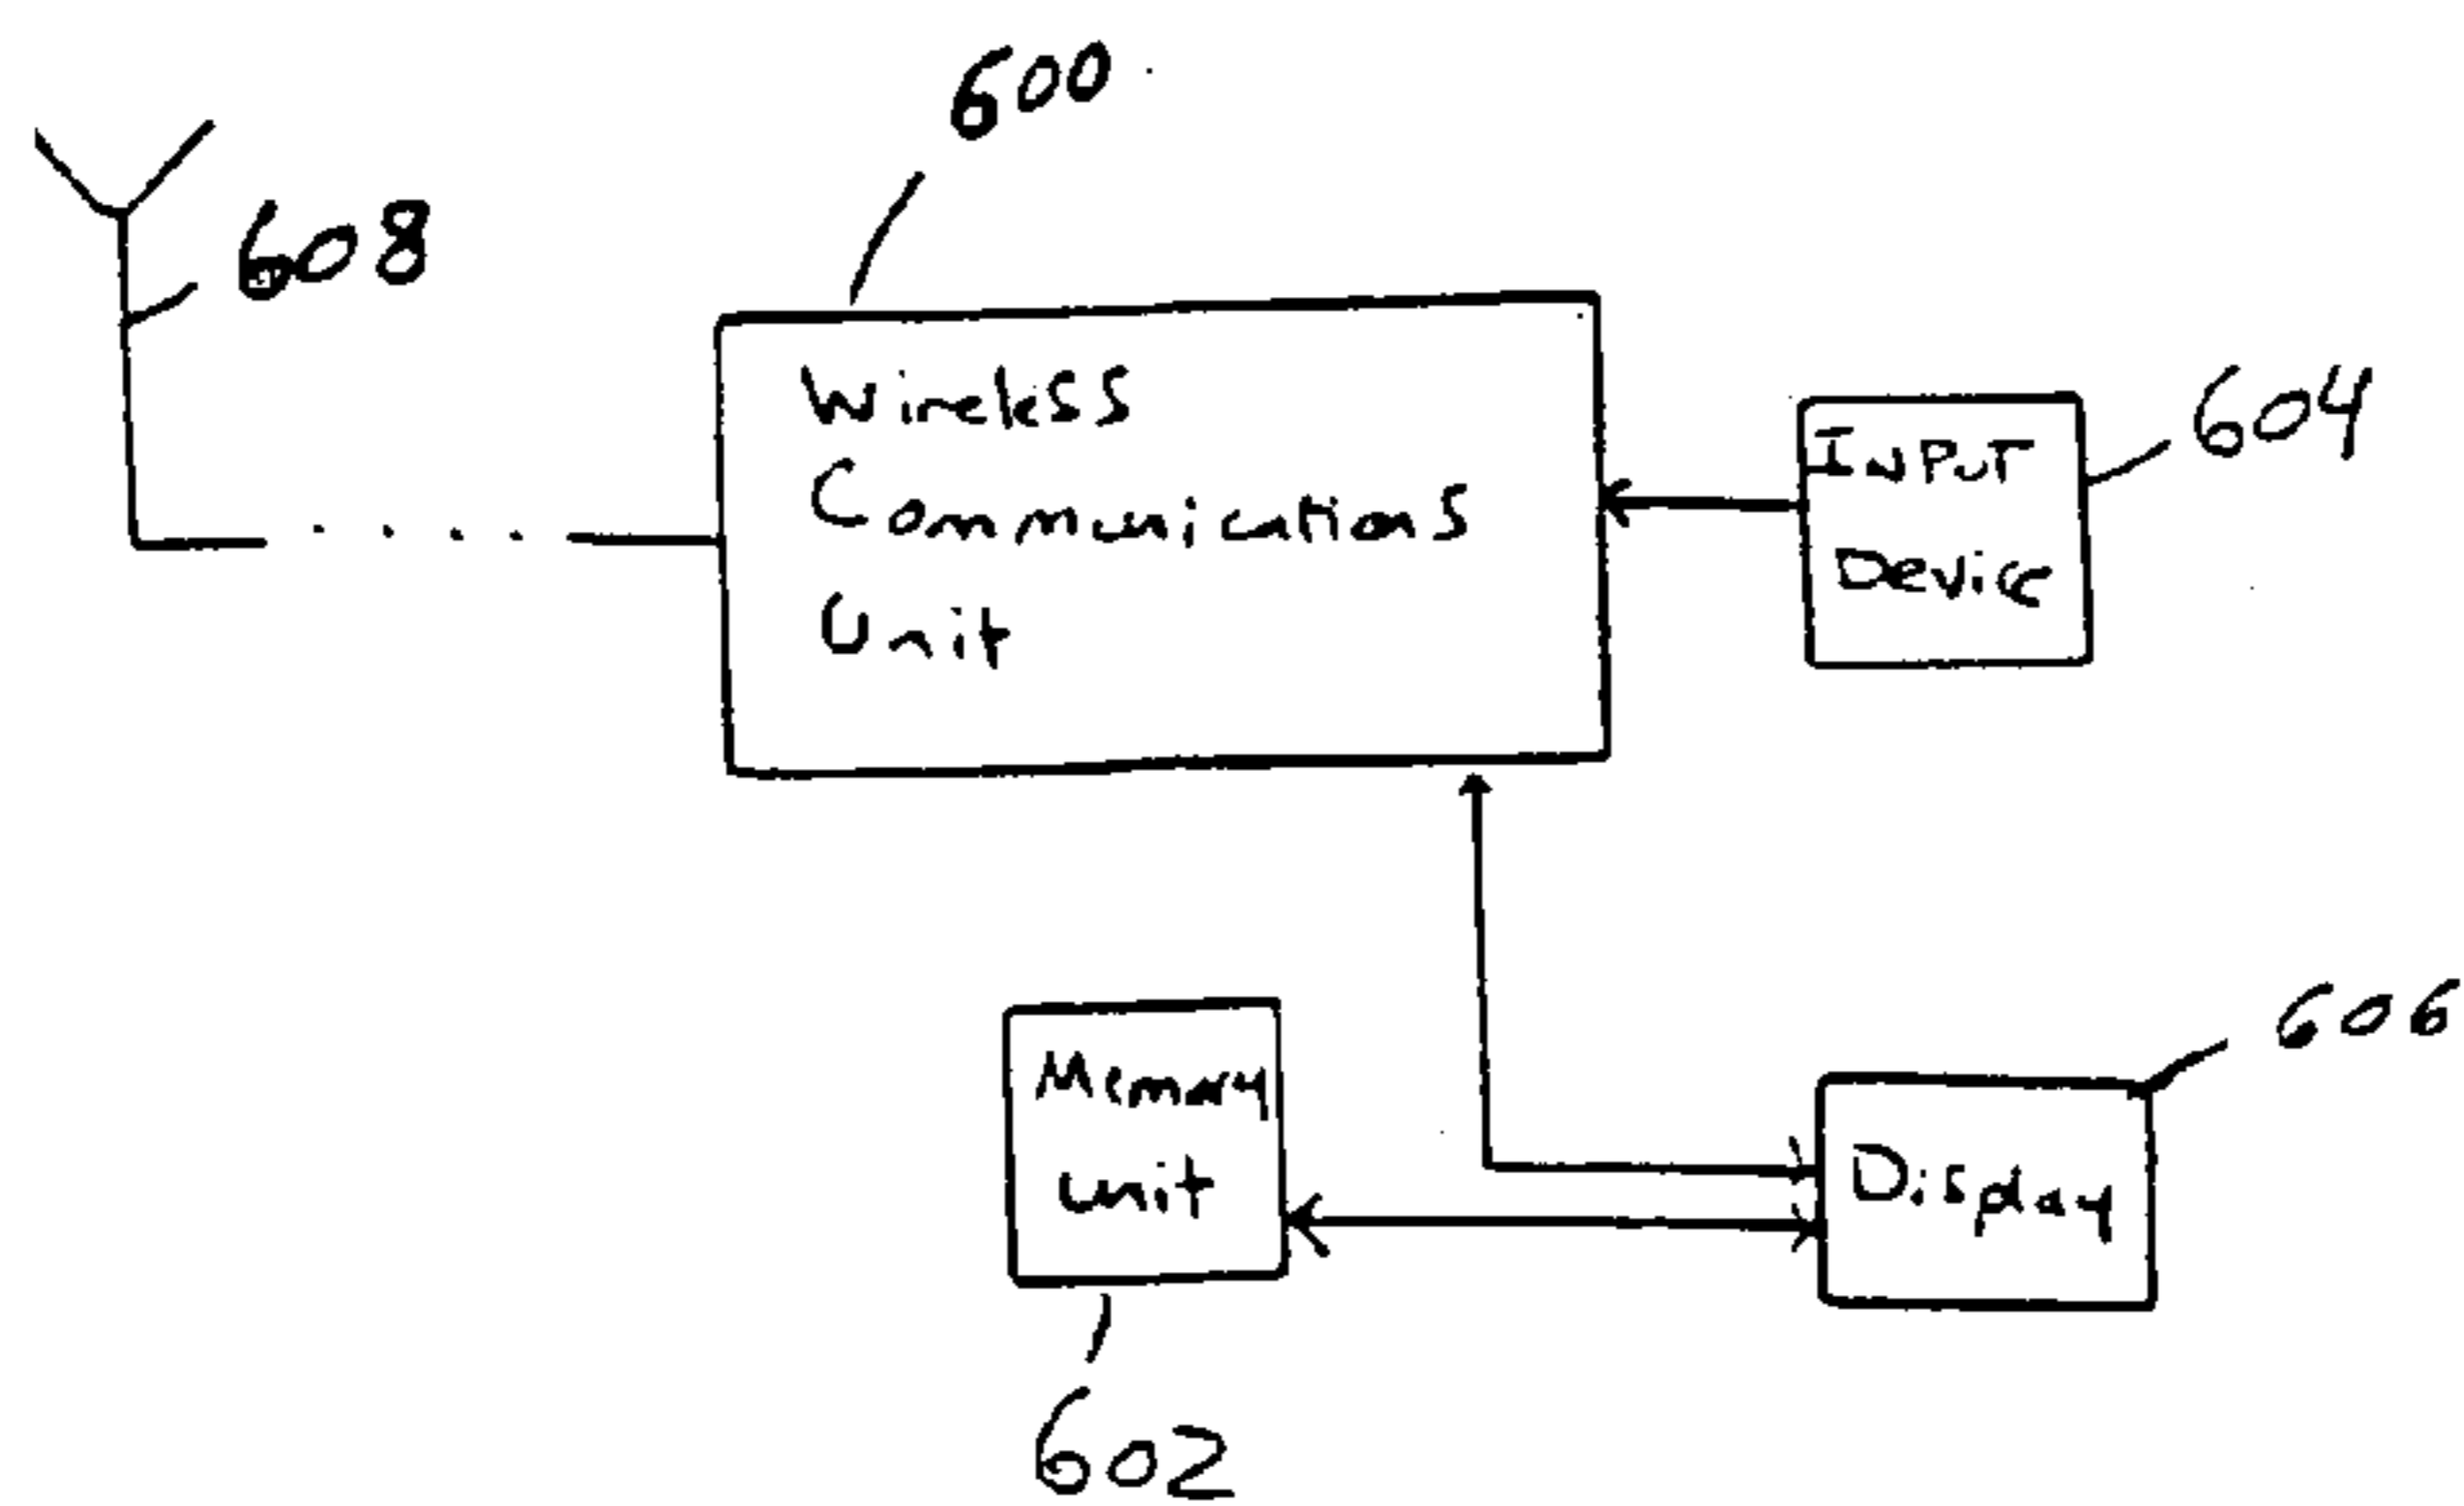 600
608
Wireless
Communications
Unit
604
Input
Device
606
Memory
unit
Display
602